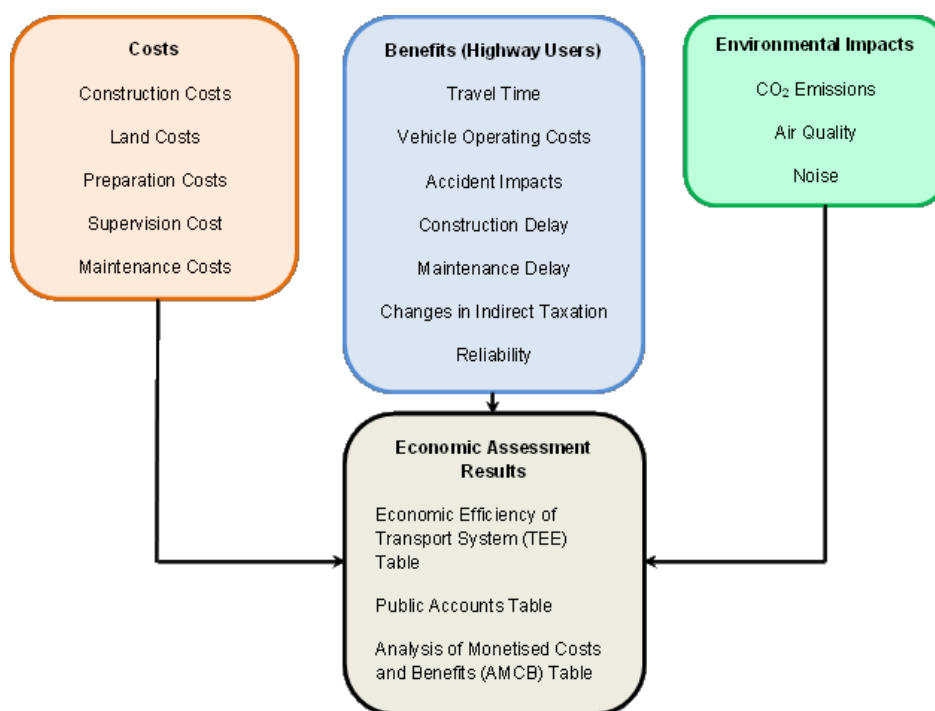 Costs
Construction Costs
Land Costs
Preparation Costs
Supervision Cost
Maintenance Costs
Benefits (Highway Users)
Travel Time
Vehicle Operating Costs
Accident Impacts
Construction Delay
Maintenance Delay
Changes in Indirect Taxation
Reliability
Environmental Impacts
CO₂ Emissions
Air Quality
Noise
Economic Assessment
Results
Economic Efficiency of
Transport System (TEE)
Table
Public Accounts Table
Analysis of Monetised Costs
and Benefits (AMCB) Table